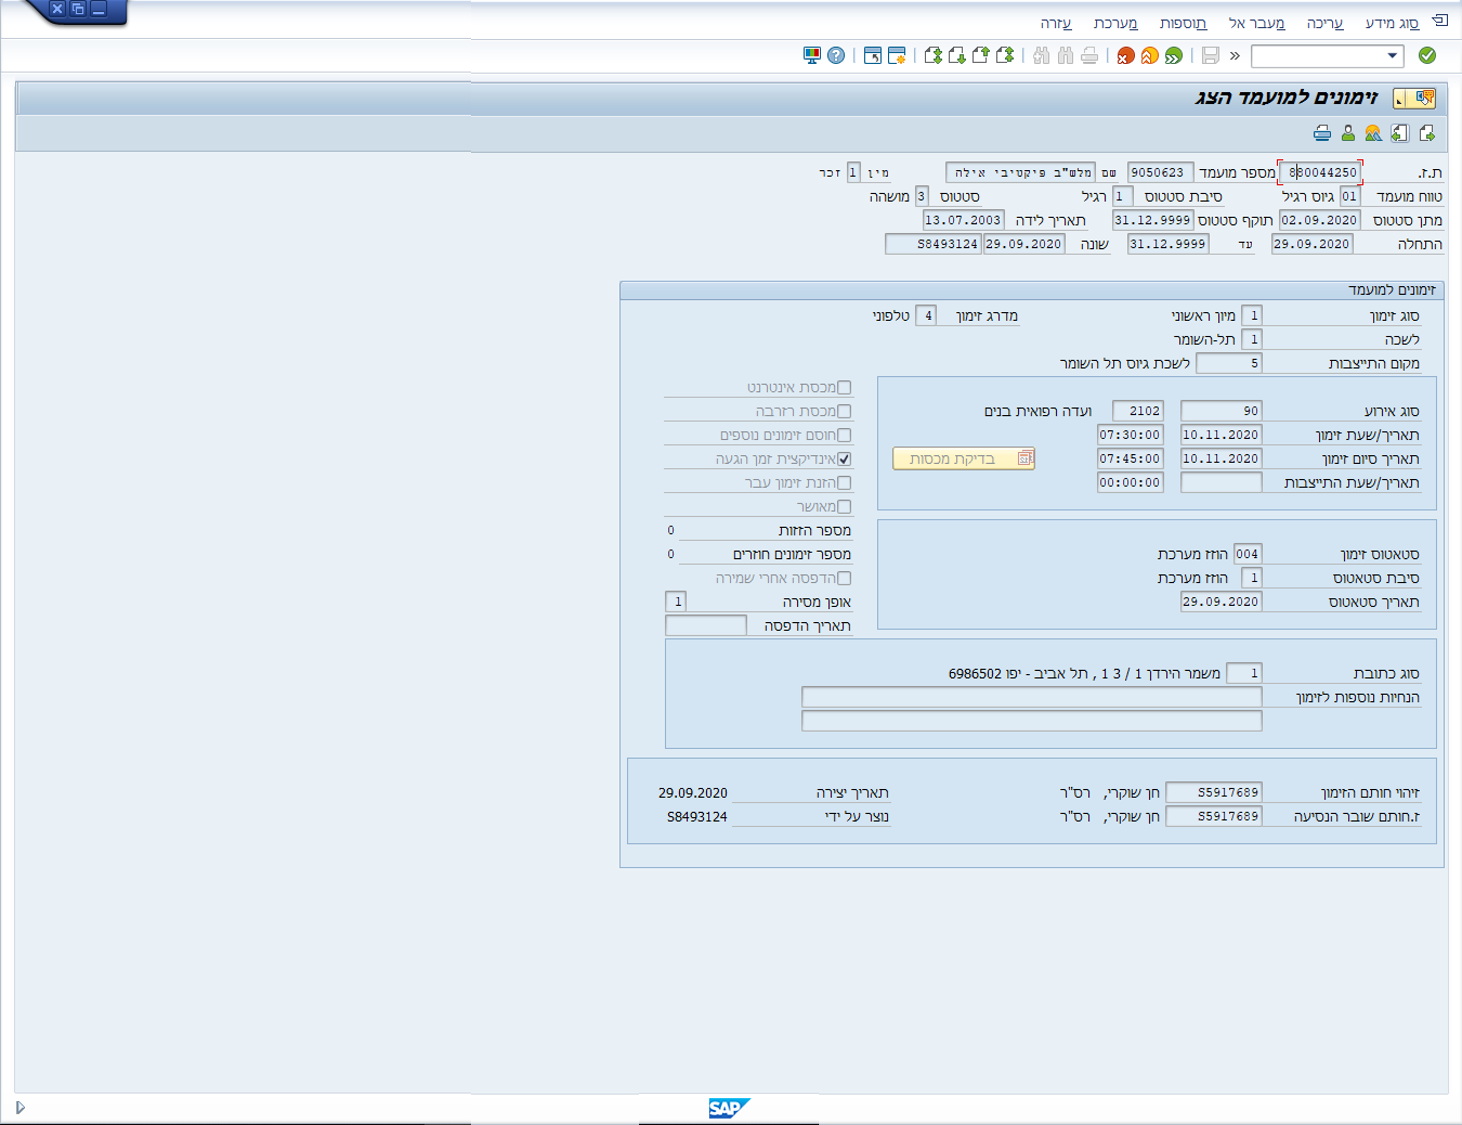 סוג מידע עריכה מעבר אל תוספות מערכת עזרה
זימונים למועמד הצג
ת.ז. 880044250 מספר מועמד 9050623 שם מלש"ב פיקטיבי אילה מין 1 זכר
טווח מועמד 01 גיוס רגיל סיבת סטטוס 1 רגיל סטטוס 3 מושהה
מתן סטטוס 02.09.2020 תוקף סטטוס 31.12.9999 תאריך לידה 13.07.2003
התחלה 29.09.2020 עד 31.12.9999 שונה 29.09.2020 S8493124
זימונים למועמד
סוג זימון 1 מיון ראשוני מדרג זימון 4 טלפוני
לשכה 1 תל-השומר
מקום התייצבות 5 לשכת גיוס תל השומר
סוג אירוע 90 2102 ועדה רפואית בנים
תאריך/שעת זימון 10.11.2020 07:30:00
תאריך סיום זימון 10.11.2020 07:45:00 בדיקת מכסות
תאריך/שעת התייצבות 00:00:00
מכסת אינטרנט
מכסת רזרבה
חוסם זימונים נוספים
אינדיקצית זמן הגעה
הזנת זימון עבר
מאושר
מספר הזזות 0
מספר זימונים חוזרים 0
הדפסה אחרי שמירה
אופן מסירה 1
תאריך הדפסה
סטאטוס זימון 004 הוזז מערכת
סיבת סטאטוס 1 הוזז מערכת
תאריך סטאטוס 29.09.2020
סוג כתובת 1 משמר הירדן 1 / 3 1 , תל אביב - יפו 6986502
הנחיות נוספות לזימון
זיהוי חותם הזימון S5917689 חן שוקרי, רס"ר תאריך יצירה 29.09.2020
ז.חותם שובר הנסיעה S5917689 חן שוקרי, רס"ר נוצר על ידי S8493124
SAP